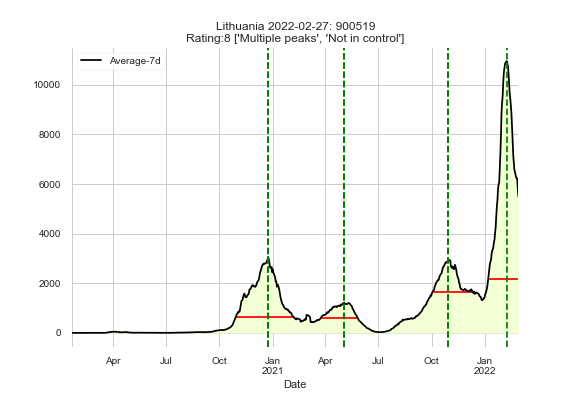 Lithuania 2022-02-27: 900519
Rating:8 ['Multiple peaks', 'Not in control']
Average-7d
10000
8000
6000
4000
2000
0
Apr
Jul
Oct
Jan
2021
Apr
Jul
Oct
Jan
2022
Date